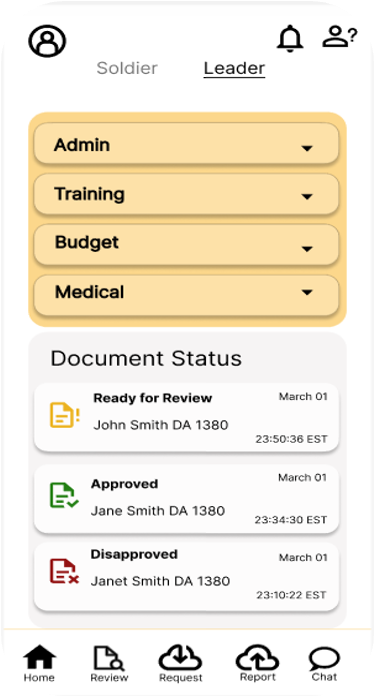 ?
Soldier Leader
Admin
Training
Budget
Medical
Document Status
Ready for Review March 01
John Smith DA 1380
23:50:36 EST
Approved March 01
Jane Smith DA 1380
23:34:30 EST
Disapproved March 01
Janet Smith DA 1380
23:10:22 EST
Home Review Request Report Chat